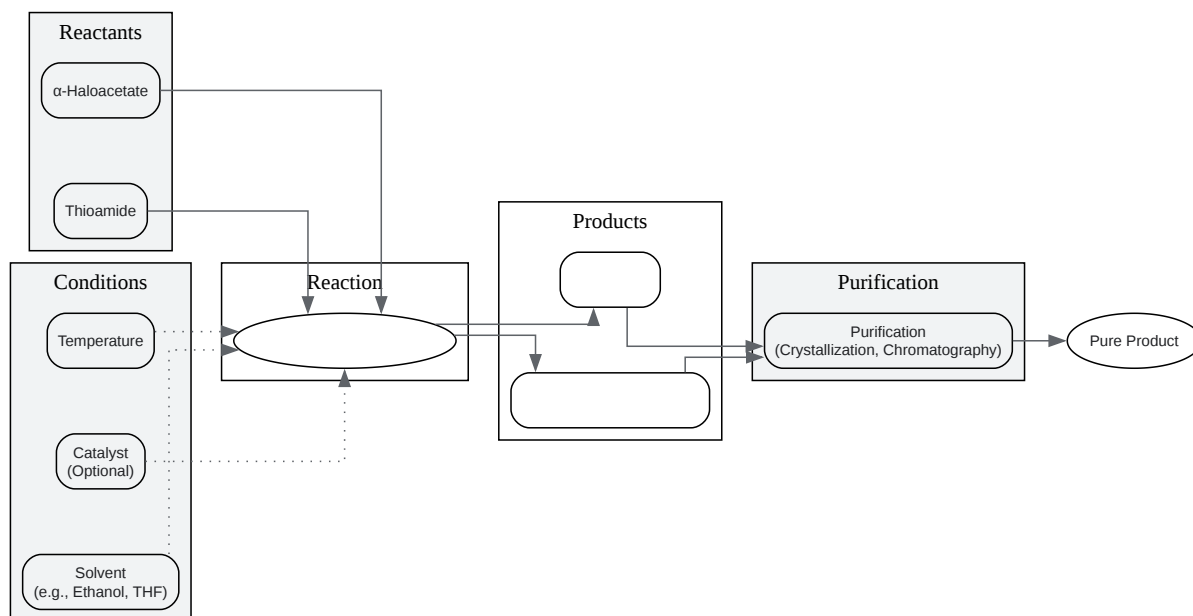 Reactants
α-Haloacetate
Thioamide
Conditions
Temperature
Catalyst
(Optional)
Solvent
(e.g., Ethanol, THF)
Reaction
Products
Purification
Purification
(Crystallization, Chromatography)
Pure Product